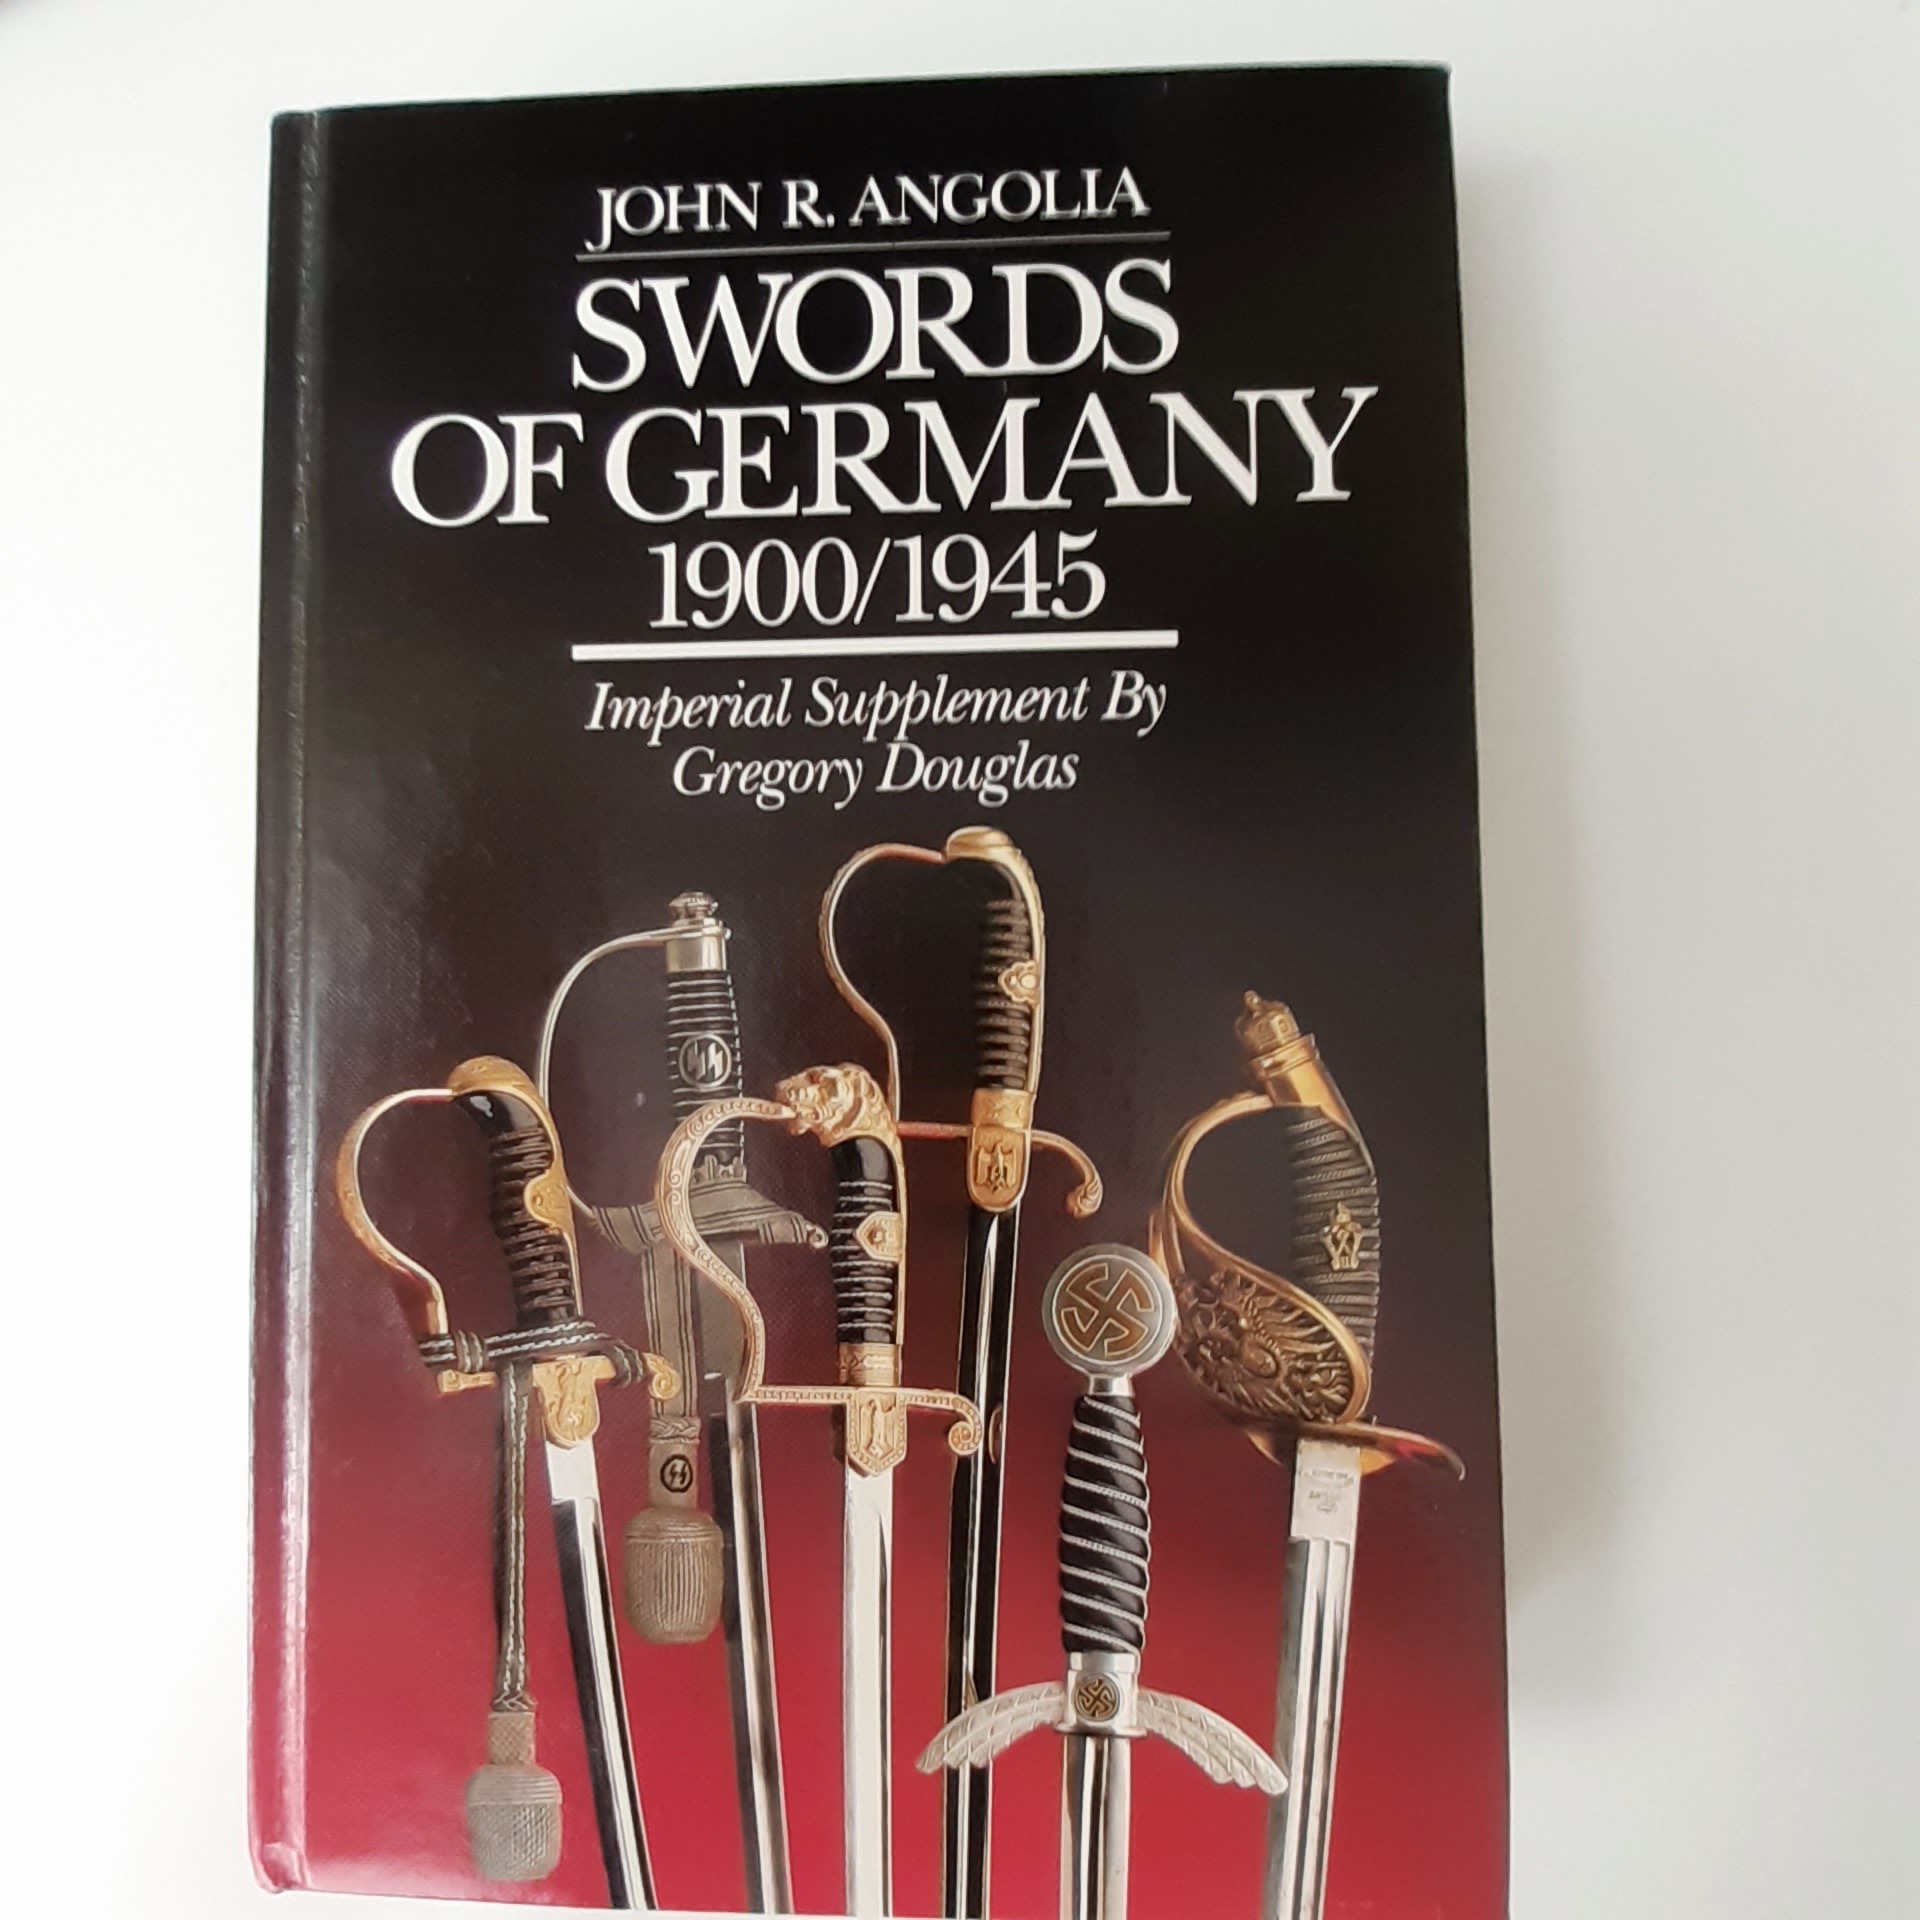 JOHN R. ANGOLIA
SWORDS
OF GERMANY
1900/1945
Imperial Supplement By
Gregory Douglas